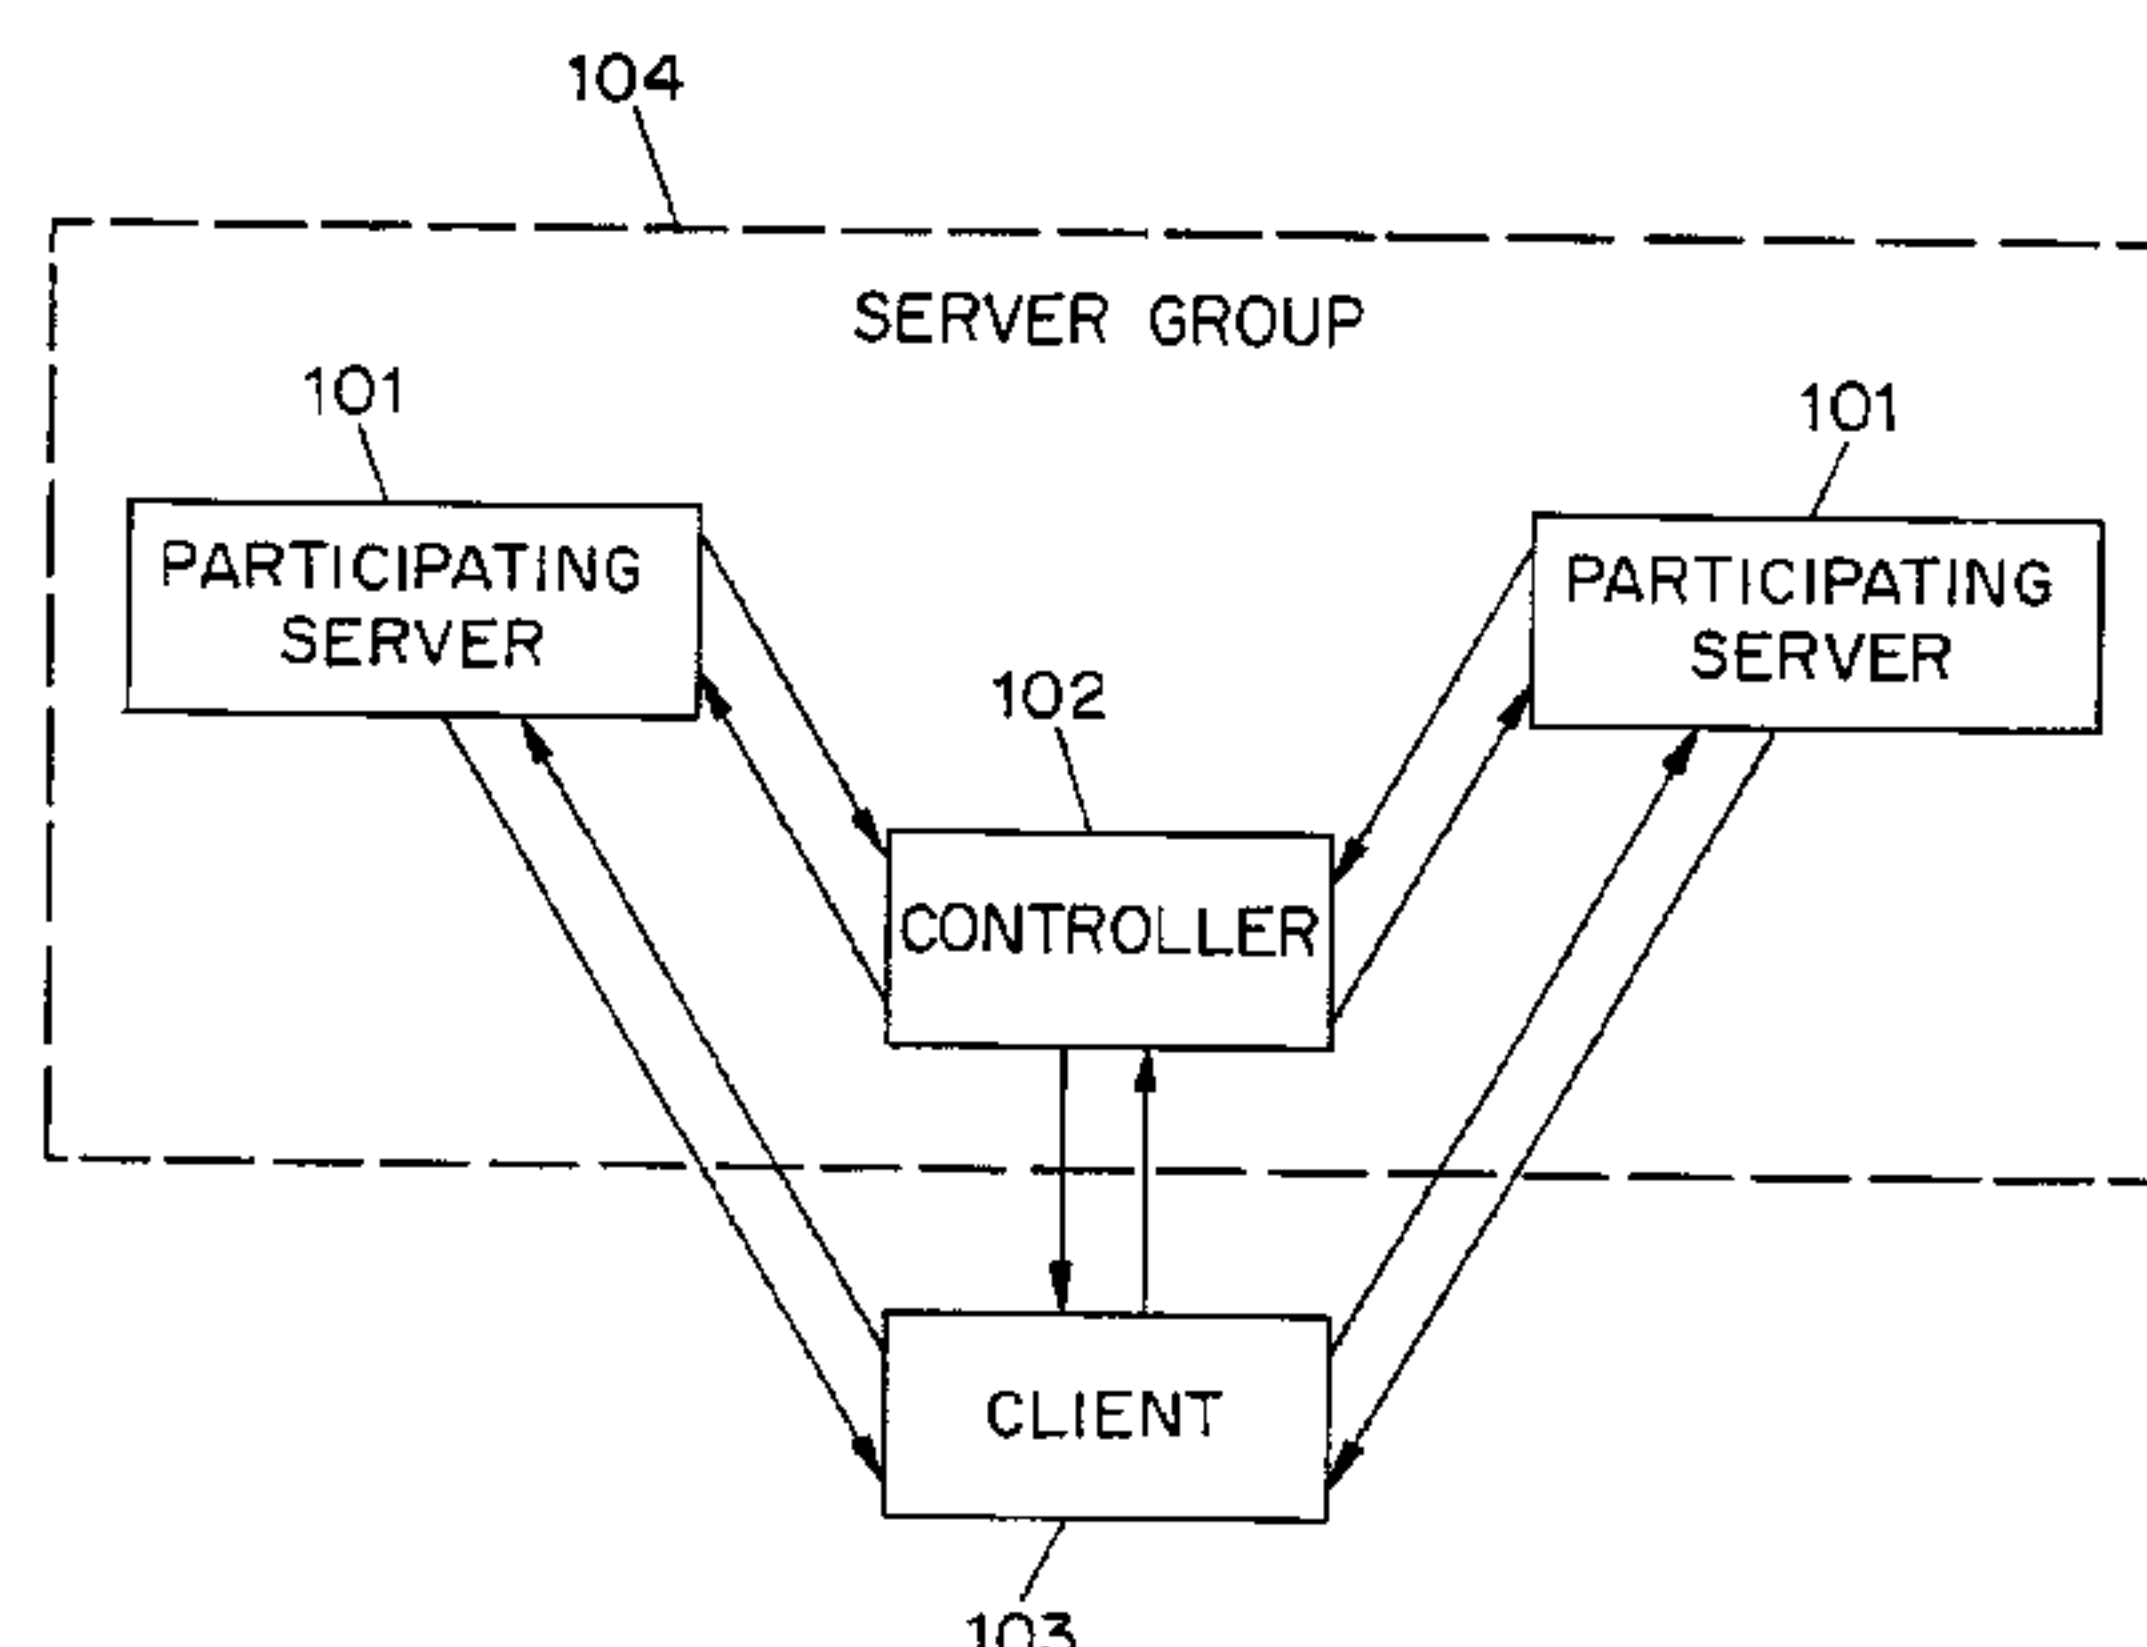 104
SERVER GROUP
101
101
PARTICIPATING
SERVER
PARTICIPATING
SERVER
102
CONTROLLER
CLIENT
103